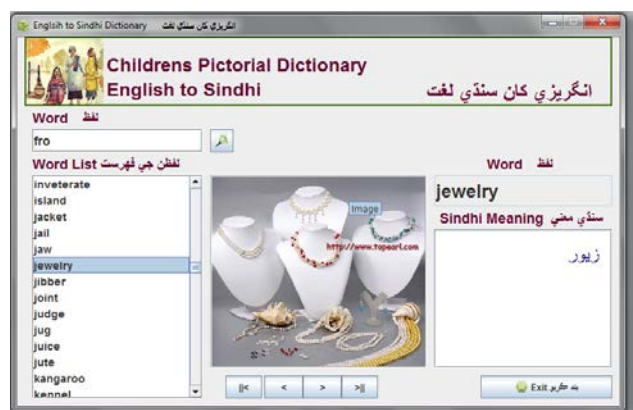 Englsih to Sindhi Dictionary انگريزي کان سنڌي لغت
Childrens Pictorial Dictionary
English to Sindhi
انگريزي کان سنڌي لغت
Word لفظ
fro
Word List لفظن جي فهرست
inveterate
island
jacket
jail
jaw
jewelry
jibber
joint
judge
jug
juice
jute
kangaroo
kennel
Image
http://www.topearl.com
||<
<
>
>||
Word لفظ
jewelry
Sindhi Meaning سنڌي معني
زيور
Exit بند ڪريو